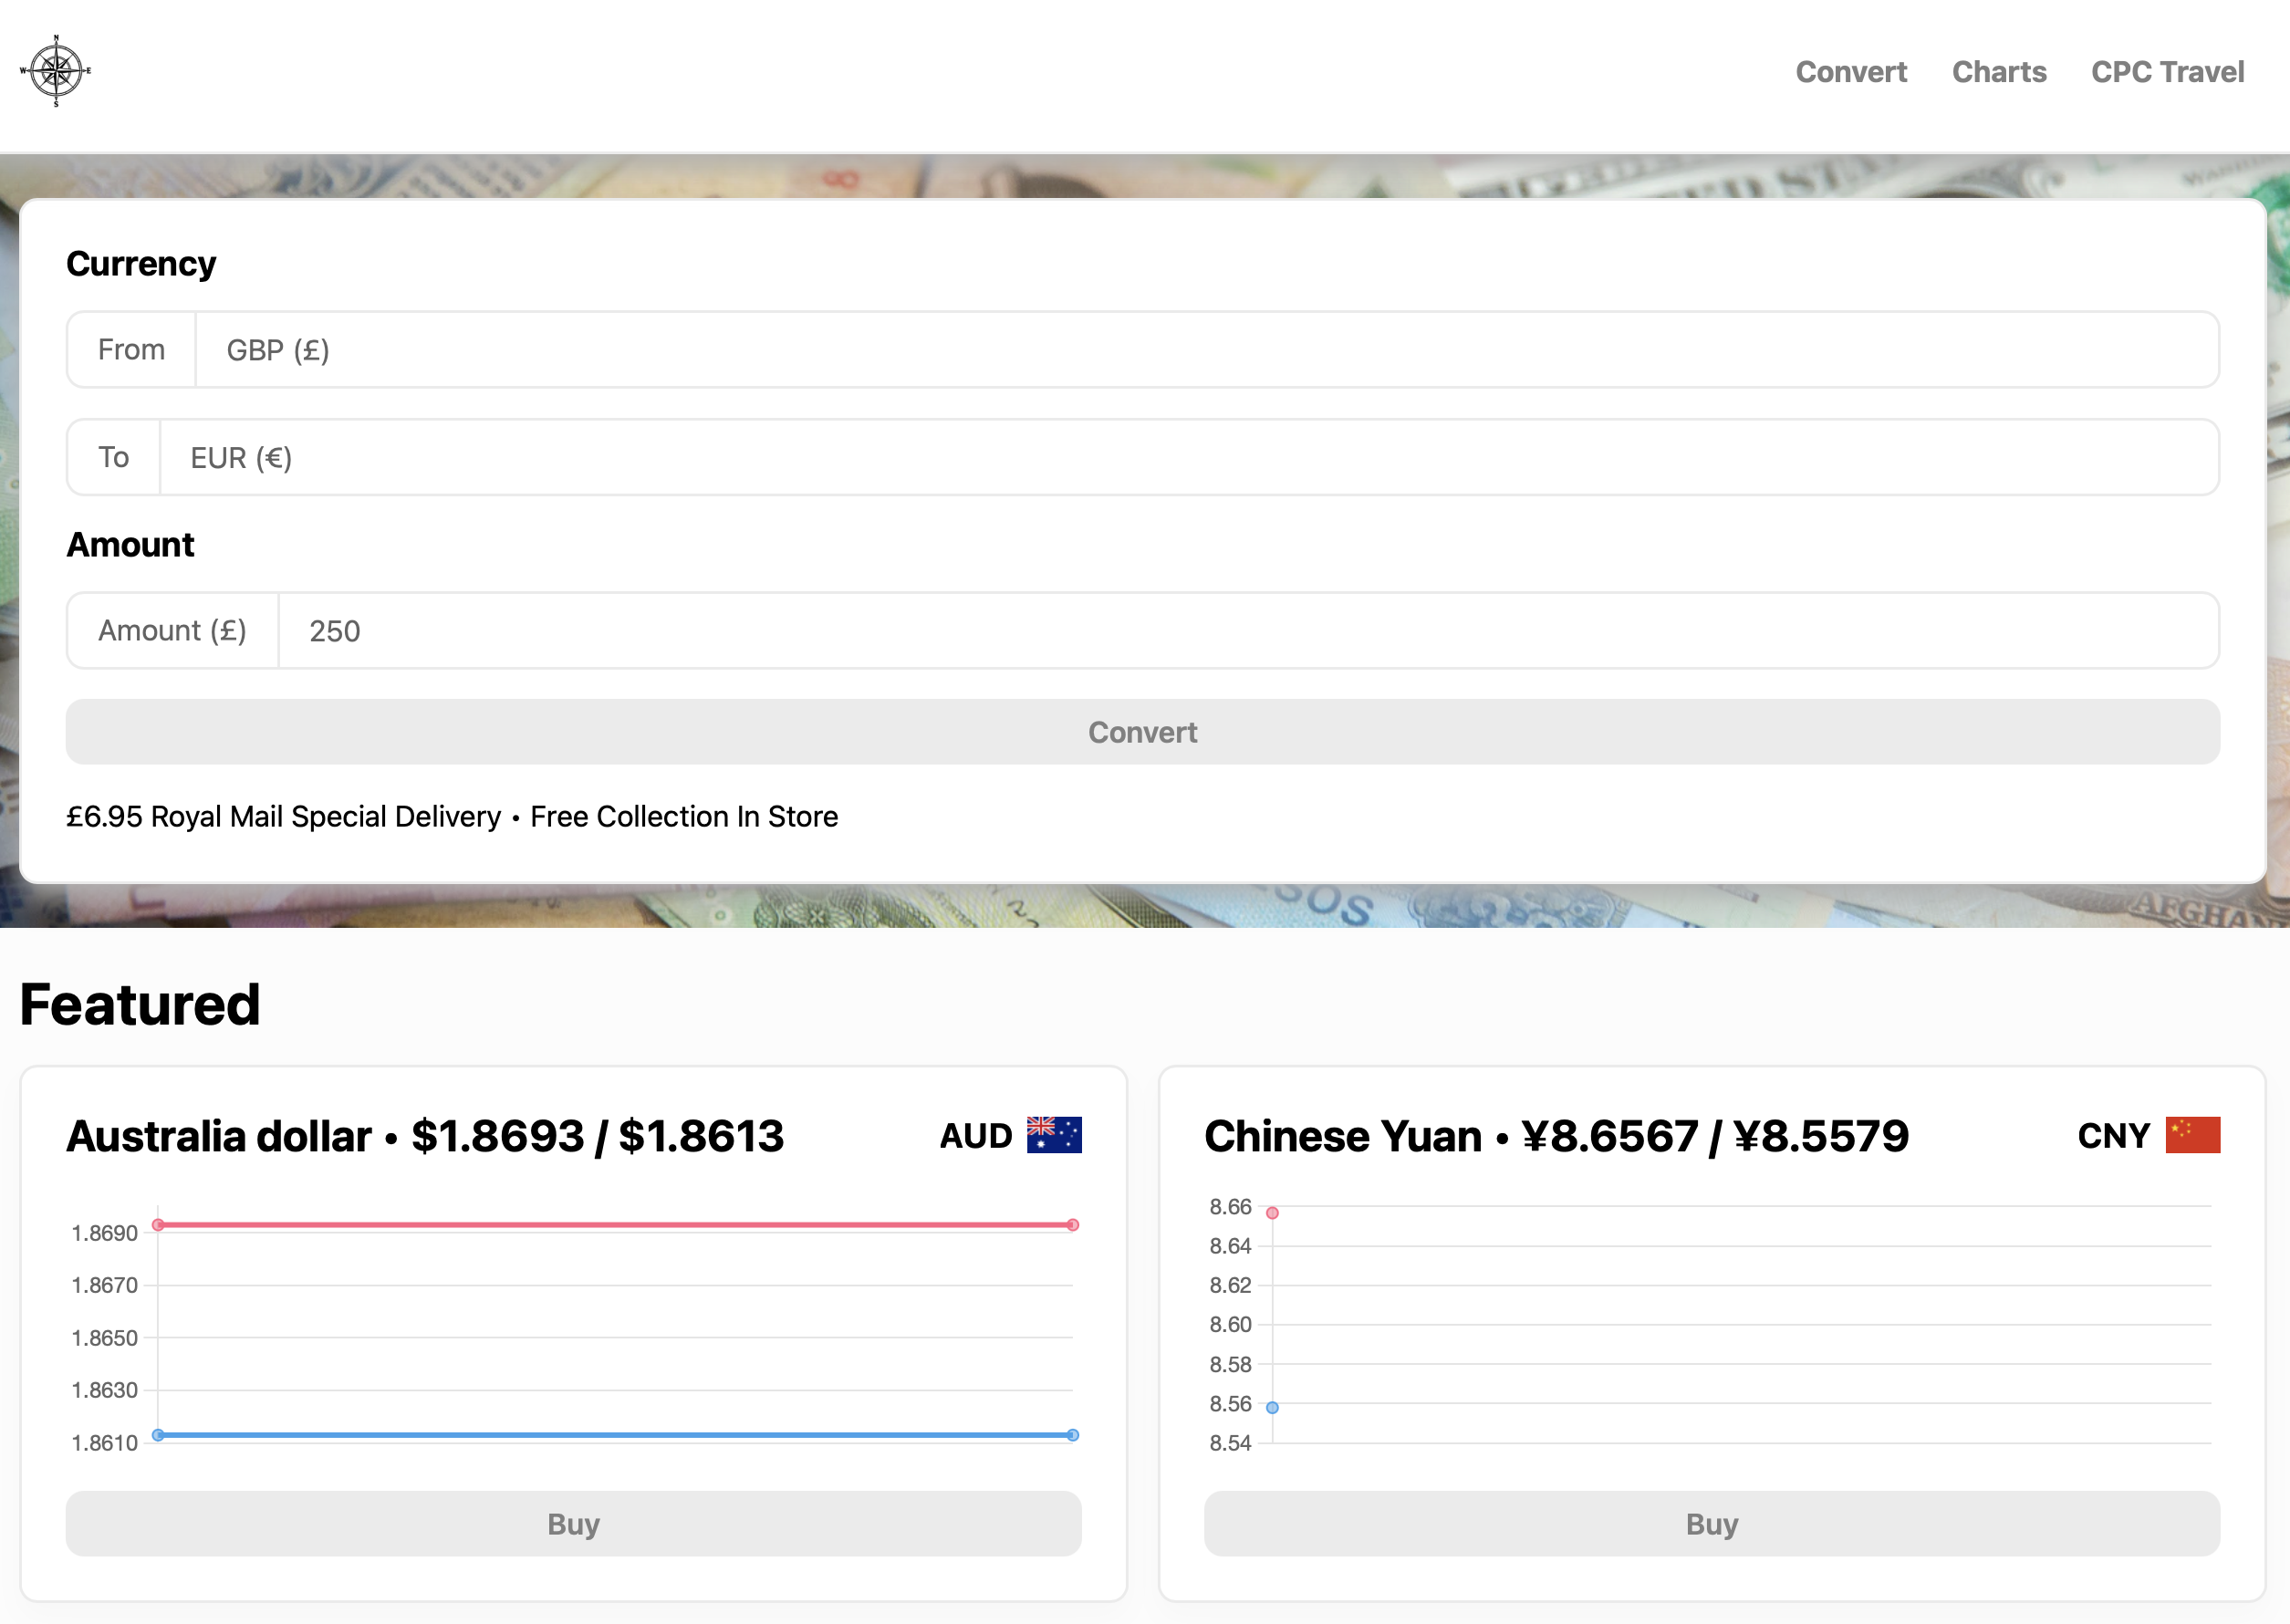 N
W E
S
Convert Charts CPC Travel
Currency
From GBP (£)
To EUR (€)
Amount
Amount (£) 250
Convert
£6.95 Royal Mail Special Delivery • Free Collection In Store
SOS
AFGHAN
Featured
Australia dollar • $1.8693 / $1.8613 AUD
1.8690
1.8670
1.8650
1.8630
1.8610
Buy
Chinese Yuan • ¥8.6567 / ¥8.5579 CNY
8.66
8.64
8.62
8.60
8.58
8.56
8.54
Buy